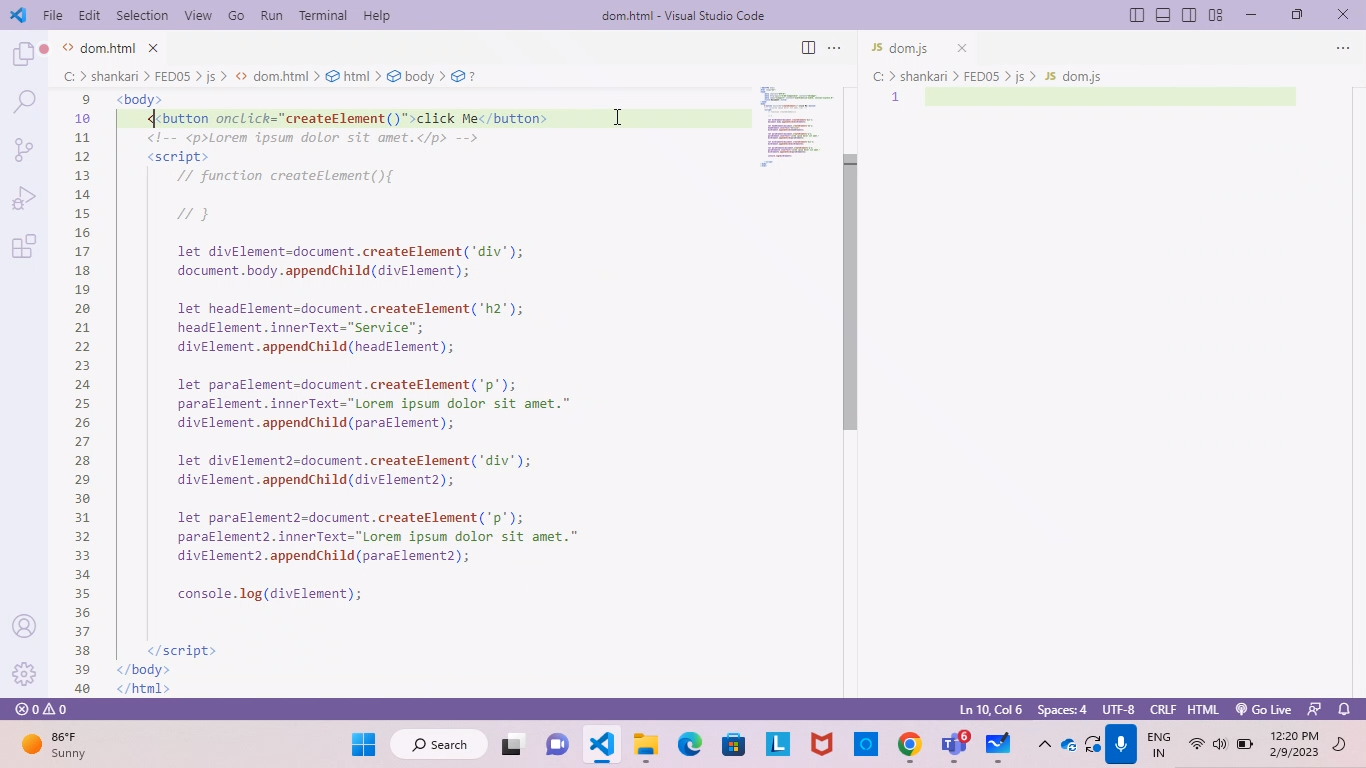 File Edit Selection View Go Run Terminal Help dom.html - Visual Studio Code
dom.html
JS dom.js
C: > shankari > FED05 > js > dom.html > html > body > ?
C: > shankari > FED05 > js > JS dom.js
9 <body>
10 <<button onclick="createElement()">click Me</button>
11 <!--<p>Lorem ipsum dolor sit amet.</p> -->
12 <script>
13 // function createElement(){
14
15 // }
16
17 let divElement=document.createElement('div');
18 document.body.appendChild(divElement);
19
20 let headElement=document.createElement('h2');
21 headElement.innerText="Service";
22 divElement.appendChild(headElement);
23
24 let paraElement=document.createElement('p');
25 paraElement.innerText="Lorem ipsum dolor sit amet."
26 divElement.appendChild(paraElement);
27
28 let divElement2=document.createElement('div');
29 divElement.appendChild(divElement2);
30
31 let paraElement2=document.createElement('p');
32 paraElement2.innerText="Lorem ipsum dolor sit amet."
33 divElement2.appendChild(paraElement2);
34
35 console.log(divElement);
36
37
38 </script>
39 </body>
40 </html>
1
0 0 Ln 10, Col 6 Spaces: 4 UTF-8 CRLF HTML Go Live
86°F
Sunny
Search
L
6
ENG
IN
12:20 PM
2/9/2023